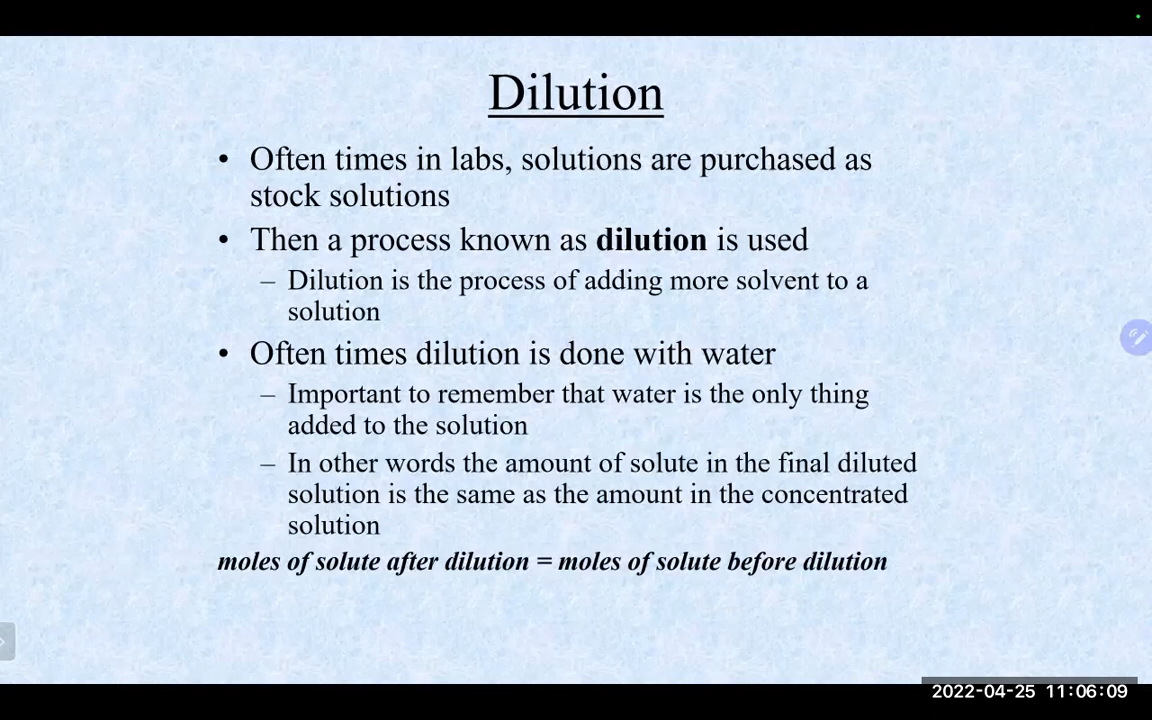 Dilution
• Often times in labs, solutions are purchased as
stock solutions
• Then a process known as dilution is used
– Dilution is the process of adding more solvent to a
solution
• Often times dilution is done with water
– Important to remember that water is the only thing
added to the solution
– In other words the amount of solute in the final diluted
solution is the same as the amount in the concentrated
solution
moles of solute after dilution = moles of solute before dilution
2022-04-25 11:06:09